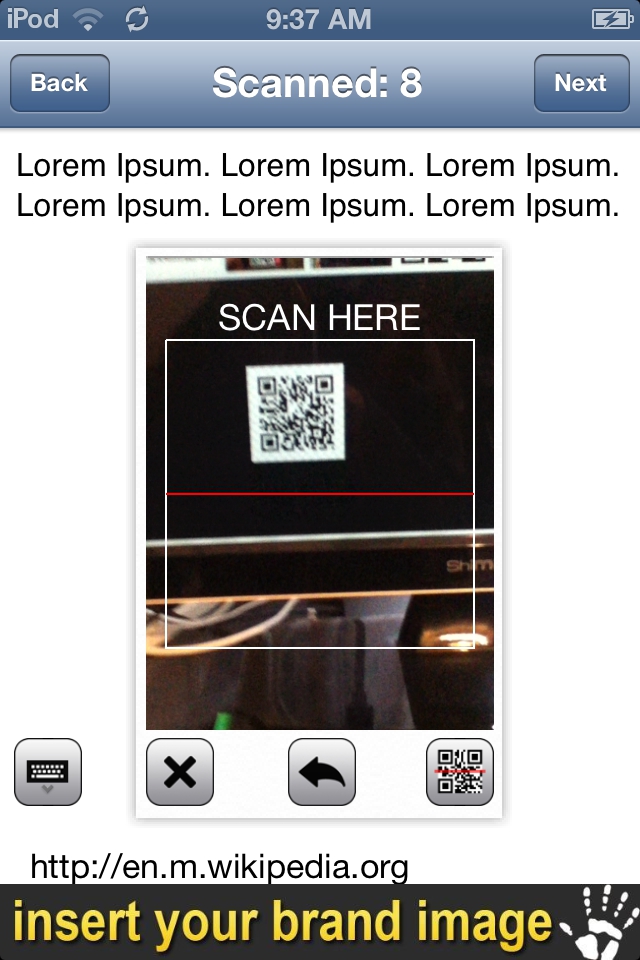 iPod 9:37 AM
Back Scanned: 8 Next
Lorem Ipsum. Lorem Ipsum. Lorem Ipsum.
Lorem Ipsum. Lorem Ipsum. Lorem Ipsum.
SCAN HERE
http://en.m.wikipedia.org
insert your brand image